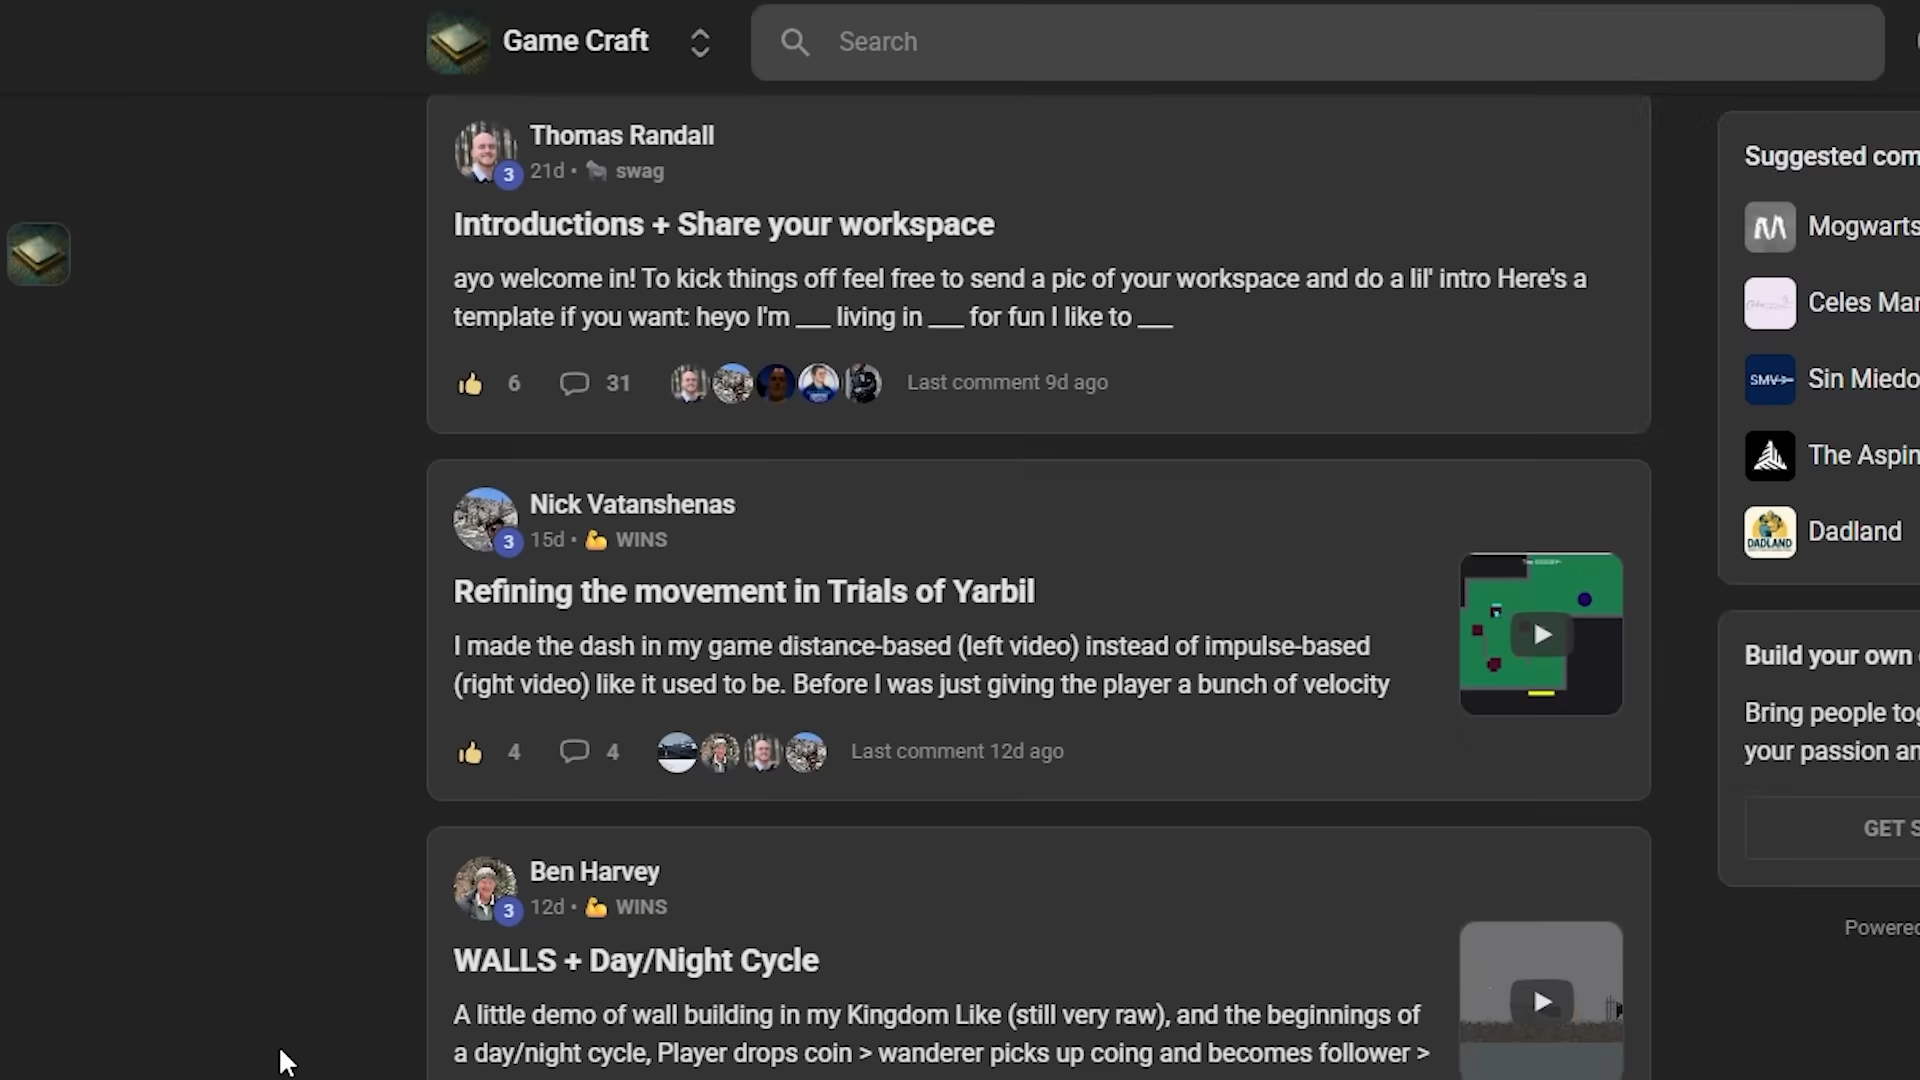 Game Craft
Search
Thomas Randall
3
21d • swag
Introductions + Share your workspace
ayo welcome in! To kick things off feel free to send a pic of your workspace and do a lil' intro Here's a
template if you want: heyo I'm ___ living in ___ for fun I like to ___
6 31 Last comment 9d ago
Nick Vatanshenas
3
15d • WINS
Refining the movement in Trials of Yarbil
I made the dash in my game distance-based (left video) instead of impulse-based
(right video) like it used to be. Before I was just giving the player a bunch of velocity
4 4 Last comment 12d ago
Ben Harvey
3
12d • WINS
WALLS + Day/Night Cycle
A little demo of wall building in my Kingdom Like (still very raw), and the beginnings of
a day/night cycle, Player drops coin > wanderer picks up coing and becomes follower >
Suggested com
Mogwarts
Celes Mar
SMV
Sin Miedo
The Aspin
DADLAND
Dadland
Build your own
Bring people tog
your passion an
GET S
Powered